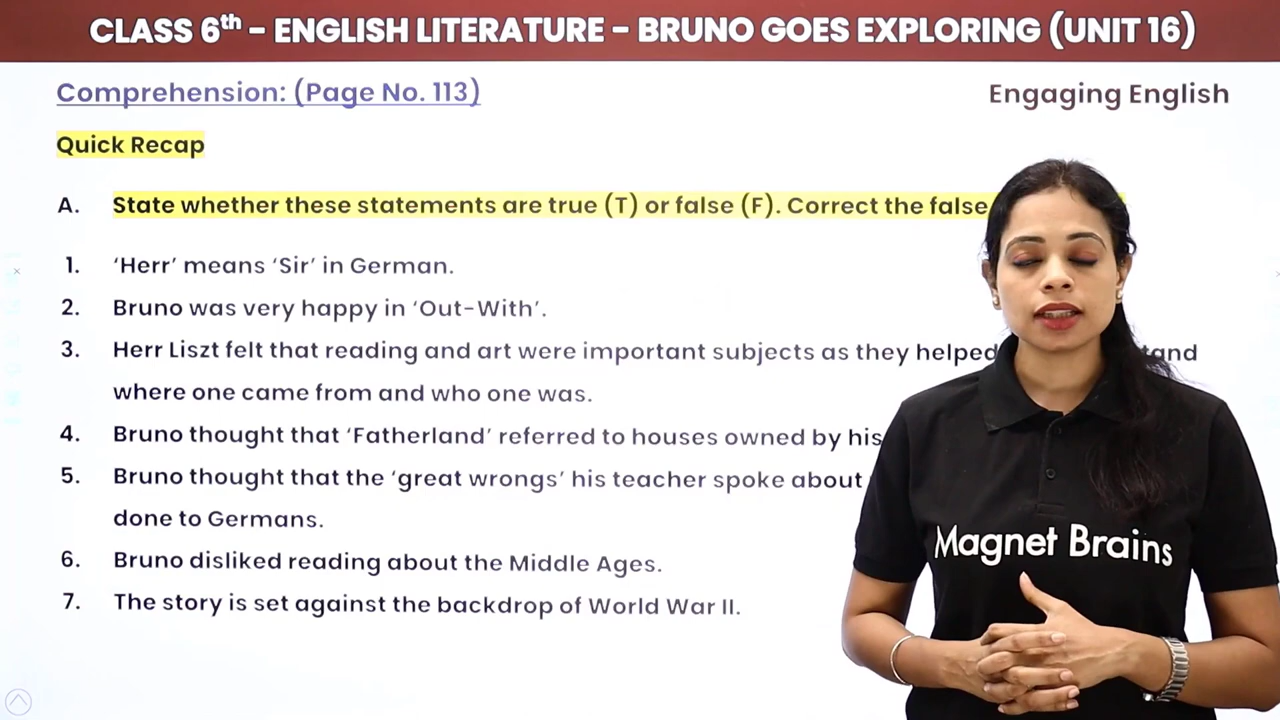 CLASS 6th – ENGLISH LITERATURE – BRUNO GOES EXPLORING (UNIT 16)
Comprehension: (Page No. 113)
Engaging English
Quick Recap
A. State whether these statements are true (T) or false (F). Correct the false
1. ‘Herr’ means ‘Sir’ in German.
2. Bruno was very happy in ‘Out-With’.
3. Herr Liszt felt that reading and art were important subjects as they helped
where one came from and who one was.
4. Bruno thought that ‘Fatherland’ referred to houses owned by his
5. Bruno thought that the ‘great wrongs’ his teacher spoke about
done to Germans.
6. Bruno disliked reading about the Middle Ages.
7. The story is set against the backdrop of World War II.
Magnet Brains